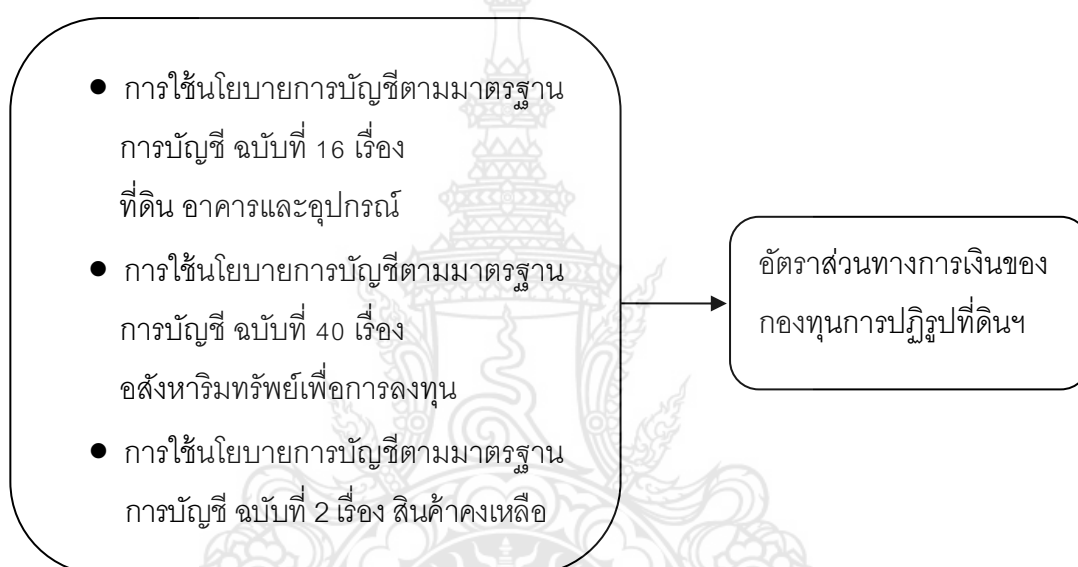 ● การใช้นโยบายการบัญชีตามมาตรฐาน
การบัญชี ฉบับที่ 16 เรื่อง
ที่ดิน อาคารและอุปกรณ์
● การใช้นโยบายการบัญชีตามมาตรฐาน
การบัญชี ฉบับที่ 40 เรื่อง
อสังหาริมทรัพย์เพื่อการลงทุน
● การใช้นโยบายการบัญชีตามมาตรฐาน
การบัญชี ฉบับที่ 2 เรื่อง สินค้าคงเหลือ
อัตราส่วนทางการเงินของ
กองทุนการปฏิรูปที่ดินฯ